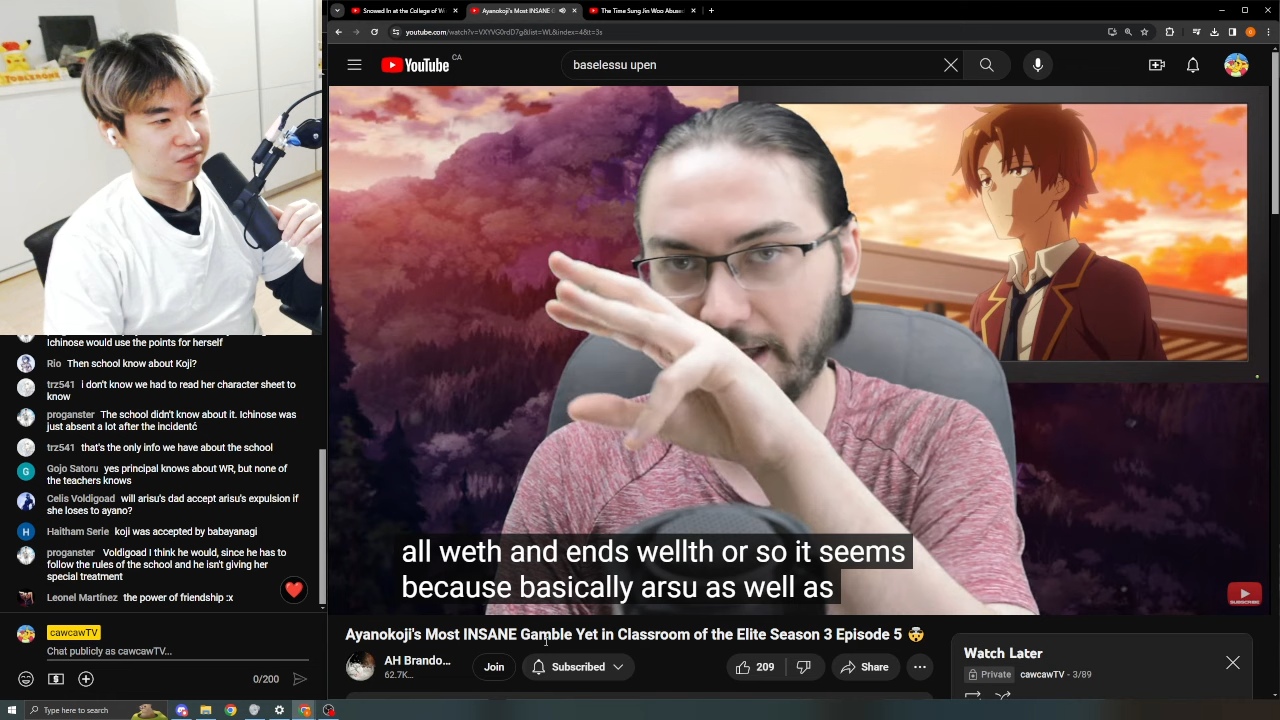 Snowed In at the College of W
Ayanokoji's Most INSANE G
The Time Sung Jin Woo Abuse
youtube.com/watch?v=VXYVG0rdD7g&list=WL&index=4&t=3s
YouTube CA
baselessu upen
TOBLERONE
Ichinose would use the points for herself
Rio Then school know about Koji?
trz541 i don't know we had to read her character sheet to
know
proganster The school didn't know about it. Ichinose was
just absent a lot after the incidentć
trz541 that's the only info we have about the school
G
Gojo Satoru yes principal knows about WR, but none of
the teachers knows
Celis Voldigoad will arisu's dad accept arisu's expulsion if
she loses to ayano?
H
Haitham Serie koji was accepted by babayanagi
proganster Voldigoad I think he would, since he has to
follow the rules of the school and he isn't giving her
special treatment
Leonel Martínez the power of friendship :x
cawcawTV
Chat publicly as cawcawTV...
0/200
all weth and ends wellth or so it seems
because basically arsu as well as
SUBSCRIBE
Ayanokoji's Most INSANE Gamble Yet in Classroom of the Elite Season 3 Episode 5 🤯
AH Brando...
62.7K...
Join
Subscribed
209
Share
Watch Later
Private cawcawTV - 3/89
Type here to search